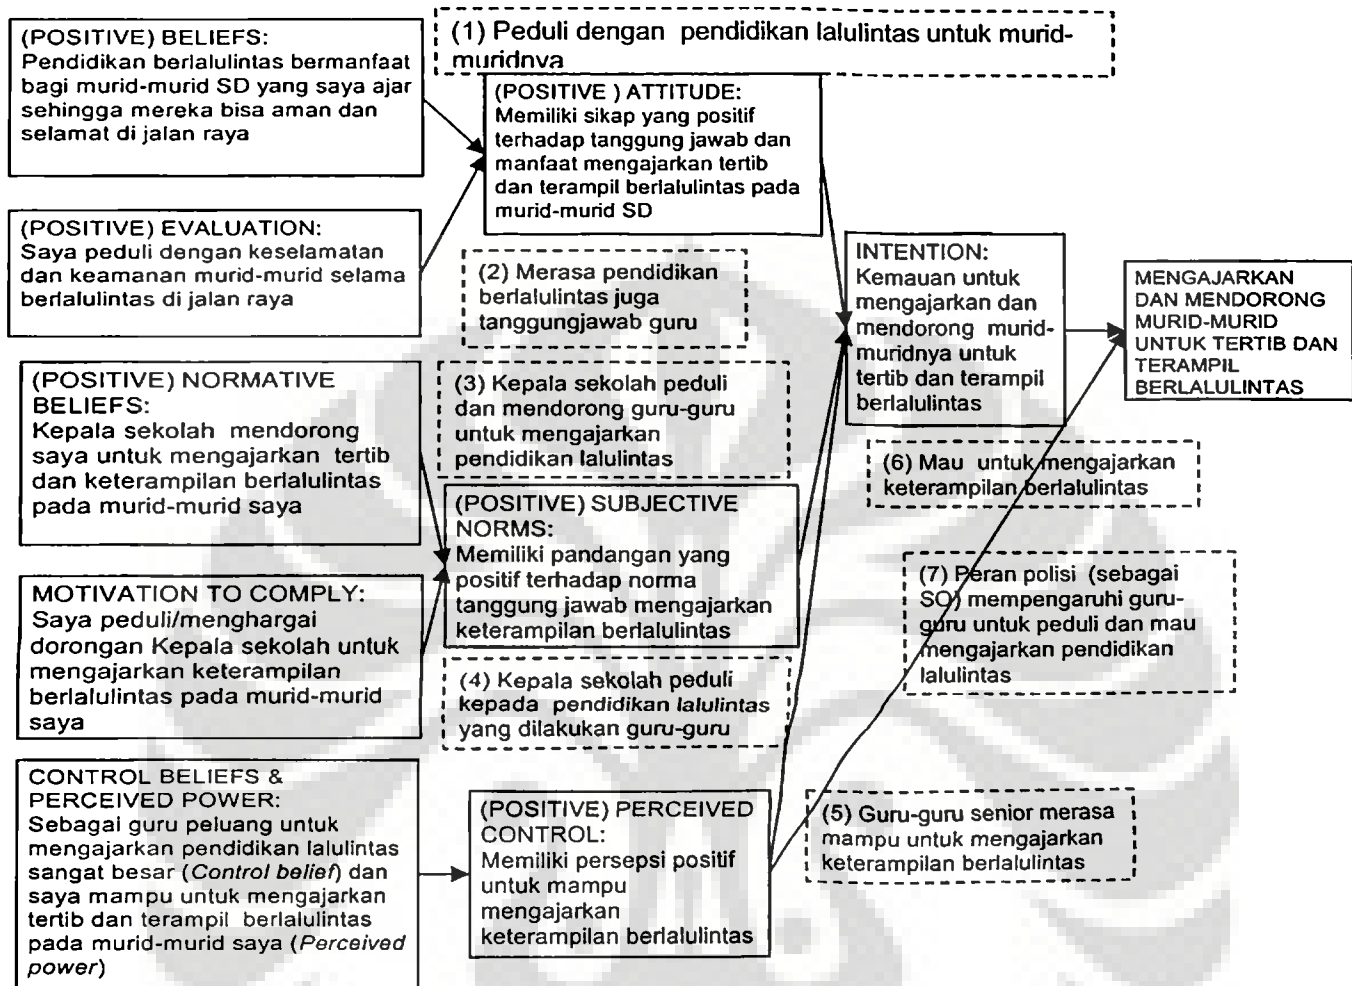 (POSITIVE) BELIEFS:
Pendidikan berlalulintas bermanfaat
bagi murid-murid SD yang saya ajar
sehingga mereka bisa aman dan
selamat di jalan raya
(1) Peduli dengan pendidikan lalulintas untuk murid-
muridnya
(POSITIVE ) ATTITUDE:
Memiliki sikap yang positif
terhadap tanggung jawab dan
manfaat mengajarkan tertib
dan terampil berlalulintas pada
murid-murid SD
(POSITIVE) EVALUATION:
Saya peduli dengan keselamatan
dan keamanan murid-murid selama
berlalulintas di jalan raya
(2) Merasa pendidikan
berlalulintas juga
tanggungjawab guru
INTENTION:
Kemauan untuk
mengajarkan dan
mendorong murid-
muridnya untuk
tertib dan terampil
berlalulintas
MENGAJARKAN
DAN MENDORONG
MURID-MURID
UNTUK TERTIB DAN
TERAMPIL
BERLALULINTAS
(POSITIVE) NORMATIVE
BELIEFS:
Kepala sekolah mendorong
saya untuk mengajarkan tertib
dan keterampilan berlalulintas
pada murid-murid saya
(3) Kepala sekolah peduli
dan mendorong guru-guru
untuk mengajarkan
pendidikan lalulintas
(POSITIVE) SUBJECTIVE
NORMS:
Memiliki pandangan yang
positif terhadap norma
tanggung jawab mengajarkan
keterampilan berlalulintas
(6) Mau untuk mengajarkan
keterampilan berlalulintas
MOTIVATION TO COMPLY:
Saya peduli/menghargai
dorongan Kepala sekolah untuk
mengajarkan keterampilan
berlalulintas pada murid-murid
saya
(4) Kepala sekolah peduli
kepada pendidikan lalulintas
yang dilakukan guru-guru
(7) Peran polisi (sebagai
SO) mempengaruhi guru-
guru untuk peduli dan mau
mengajarkan pendidikan
lalulintas
CONTROL BELIEFS &
PERCEIVED POWER:
Sebagai guru peluang untuk
mengajarkan pendidikan lalulintas
sangat besar (Control belief) dan
saya mampu untuk mengajarkan
tertib dan terampil berlalulintas
pada murid-murid saya (Perceived
power)
(POSITIVE) PERCEIVED
CONTROL:
Memiliki persepsi positif
untuk mampu
mengajarkan
keterampilan berlalulintas
(5) Guru-guru senior merasa
mampu untuk mengajarkan
keterampilan berlalulintas